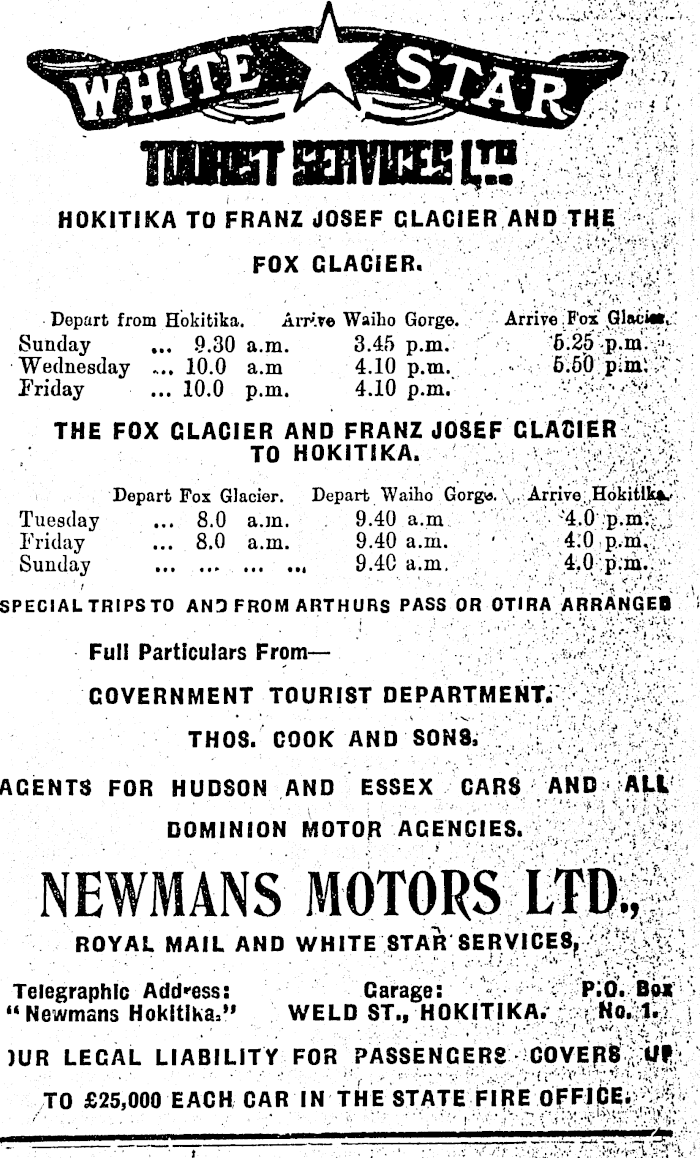 WHITE STAR
TOURIST SERVICES LTD.
HOKITIKA TO FRANZ JOSEF GLACIER AND THE
FOX GLACIER.
Depart from Hokitika. Arrive Waiho Gorge. Arrive Fox Glacier.
Sunday ... 9.30 a.m. 3.45 p.m. 5.25 p.m.
Wednesday ... 10.0 a.m 4.10 p.m. 5.50 p.m.
Friday ... 10.0 p.m. 4.10 p.m.
THE FOX GLACIER AND FRANZ JOSEF GLACIER
TO HOKITIKA.
Depart Fox Glacier. Depart Waiho Gorge. Arrive Hokitika.
Tuesday ... 8.0 a.m. 9.40 a.m 4.0 p.m.
Friday ... 8.0 a.m. 9.40 a.m. 4.0 p.m.
Sunday ... ... ... ... 9.40 a.m. 4.0 p.m.
SPECIAL TRIPS TO AND FROM ARTHURS PASS OR OTIRA ARRANGED
Full Particulars From—
GOVERNMENT TOURIST DEPARTMENT.
THOS. COOK AND SONS.
AGENTS FOR HUDSON AND ESSEX CARS AND ALL
DOMINION MOTOR AGENCIES.
NEWMANS MOTORS LTD.,
ROYAL MAIL AND WHITE STAR SERVICES,
Telegraphic Address: Garage: P.O. Box
"Newmans Hokitika." WELD ST., HOKITIKA. No. 1.
OUR LEGAL LIABILITY FOR PASSENGERS COVERS UP
TO £25,000 EACH CAR IN THE STATE FIRE OFFICE.